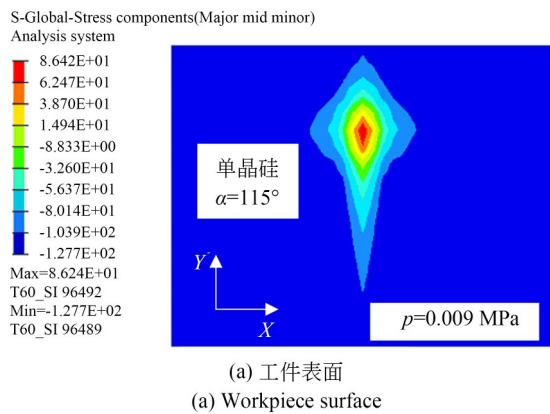 S-Global-Stress components(Major mid minor)
Analysis system
8.642E+01
6.247E+01
3.870E+01
1.494E+01
-8.833E+00
-3.260E+01
-5.637E+01
-8.014E+01
-1.039E+02
-1.277E+02
Max=8.624E+01
T60_SI 96492
Min=-1.277E+02
T60_SI 96489
单晶硅
α=115°
Y
X
p=0.009 MPa
(a) 工件表面
(a) Workpiece surface